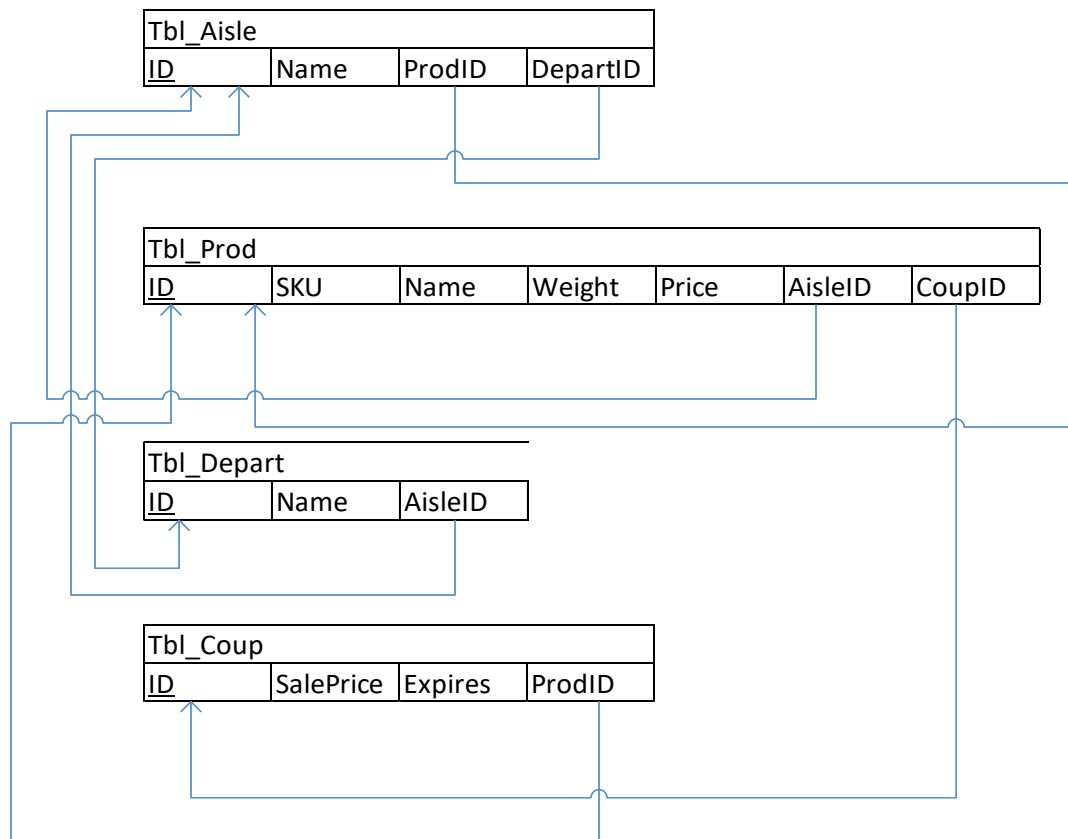 Tbl_Aisle
ID Name ProdID DepartID
Tbl_Prod
ID SKU Name Weight Price AisleID CoupID
Tbl_Depart
ID Name AisleID
Tbl_Coup
ID SalePrice Expires ProdID